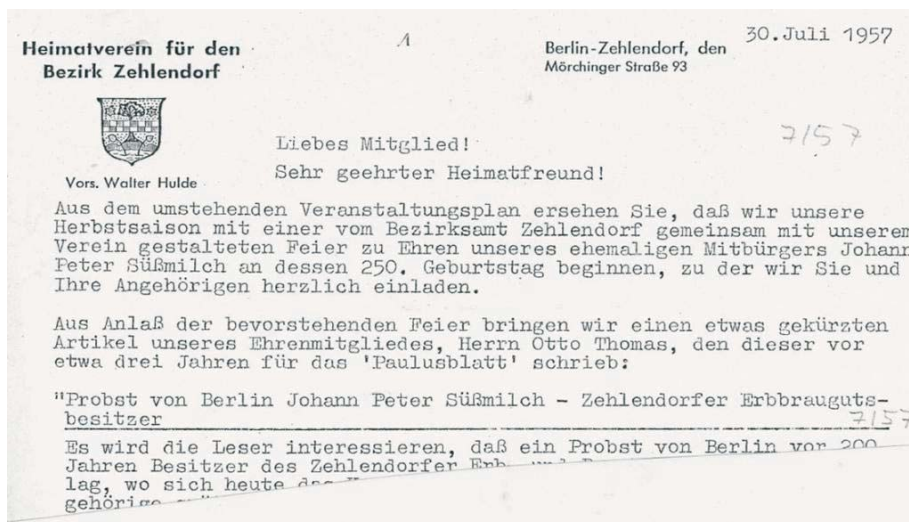 Heimatverein für den
Bezirk Zehlendorf
1
Berlin-Zehlendorf, den
Mörchinger Straße 93
30.Juli 1957
7/57
Vors. Walter Hulde
Liebes Mitglied!
Sehr geehrter Heimatfreund!
Aus dem umstehenden Veranstaltungsplan ersehen Sie, daß wir unsere
Herbstsaison mit einer vom Bezirksamt Zehlendorf gemeinsam mit unserem
Verein gestalteten Feier zu Ehren unseres ehemaligen Mitbürgers Johann
Peter Süßmilch an dessen 250. Geburtstag beginnen, zu der wir Sie und
Ihre Angehörigen herzlich einladen.
Aus Anlaß der bevorstehenden Feier bringen wir einen etwas gekürzten
Artikel unseres Ehrenmitgliedes, Herrn Otto Thomas, den dieser vor
etwa drei Jahren für das 'Paulusblatt' schrieb:
"Probst von Berlin Johann Peter Süßmilch - Zehlendorfer Erbbrauguts-
besitzer
7/57
Es wird die Leser interessieren, daß ein Probst von Berlin vor 200
Jahren Besitzer des Zehlendorfer Erb- und
lag, wo sich heute das
gehörige